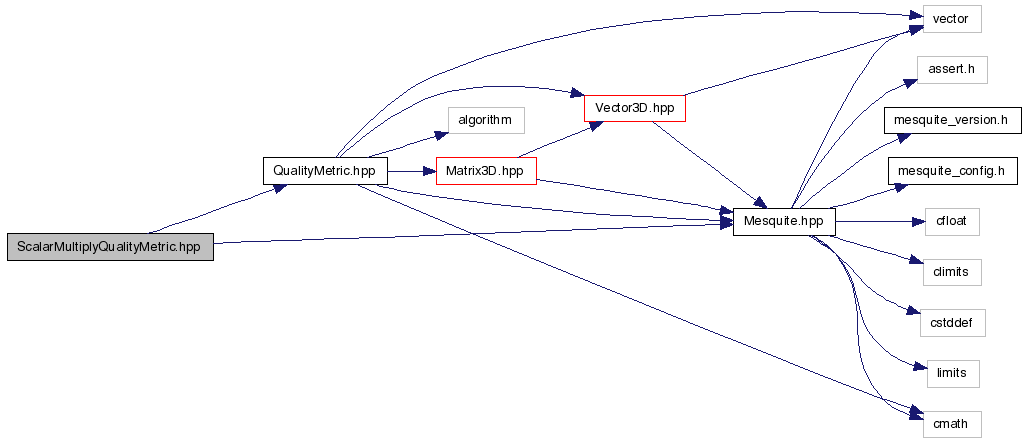 vector
assert.h
Vector3D.hpp
algorithm
mesquite_version.h
QualityMetric.hpp
Matrix3D.hpp
mesquite_config.h
Mesquite.hpp
cfloat
ScalarMultiplyQualityMetric.hpp
climits
cstddef
limits
cmath